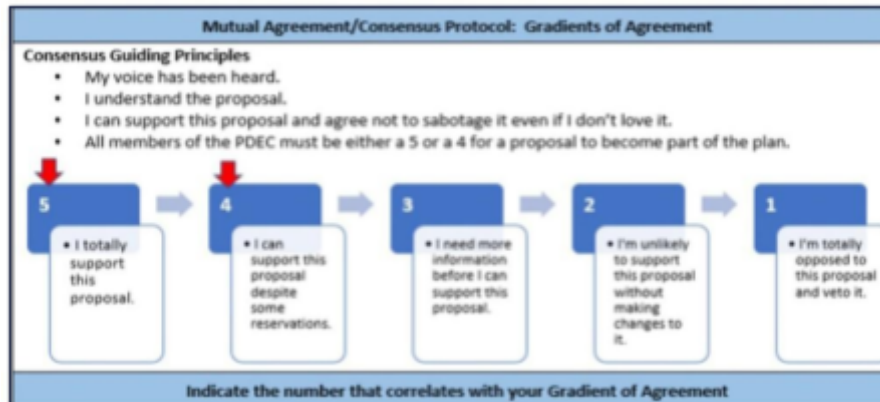 Mutual Agreement/Consensus Protocol: Gradients of Agreement
Consensus Guiding Principles
• My voice has been heard.
• I understand the proposal.
• I can support this proposal and agree not to sabotage it even if I don't love it.
• All members of the PDEC must be either a 5 or a 4 for a proposal to become part of the plan.
5
• I totally
support
this
proposal.
4
• I can
support this
proposal
despite
some
reservations.
3
• I need more
information
before I can
support this
proposal.
2
• I'm unlikely
to support
this proposal
without
making
changes to
it.
1
• I'm totally
opposed to
this proposal
and veto it.
Indicate the number that correlates with your Gradient of Agreement